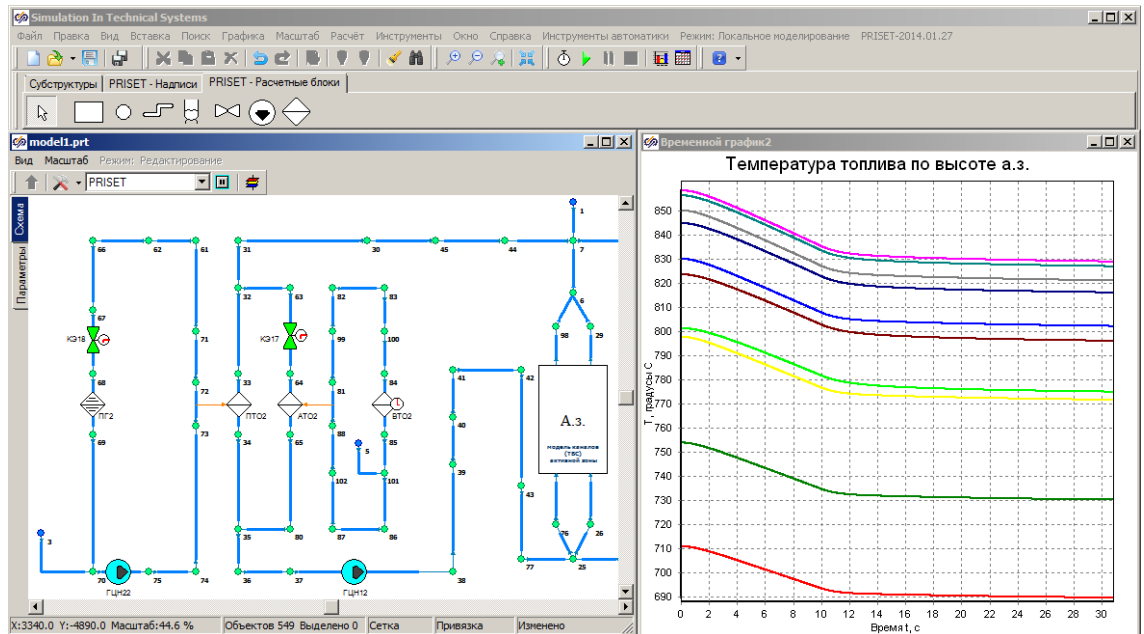 Simulation In Technical Systems
Файл Правка Вид Вставка Поиск Графика Масштаб Расчёт Инструменты Окно Справка Инструменты автоматики Режим: Локальное моделирование PRISET-2014.01.27
Субструктуры PRISET - Надписи PRISET - Расчетные блоки
model1.prt
Вид Масштаб Режим: Редактирование
PRISET
Схема
Параметры
1
66 62 61 31 30 45 44 7
32 63 82 83 6
67
КЭ18 71 КЭ17 99 100 98 29
68 72 33 64 81 84 41 42
ПГ2 ПТО2 АТО2 ВТО2
А.з.
модель каналов
(ТВС)
активной зоны
69 73 34 65 88 5 85 40
102 101 39 43
3 35 80 87 86 76 26
70 75 74 36 37 38 77 25
ГЦН22 ГЦН12
X:3340.0 Y:-4890.0 Масштаб:44.6 % Объектов 549 Выделено 0 Сетка Привязка Изменено
Временной график2
Температура топлива по высоте а.з.
T, градусы C
850
840
830
820
810
800
790
780
770
760
750
740
730
720
710
700
690
0 2 4 6 8 10 12 14 16 18 20 22 24 26 28 30
Время t, с